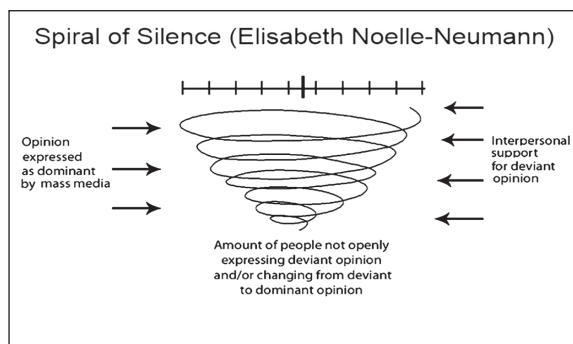 Spiral of Silence (Elisabeth Noelle-Neumann)
Opinion
expressed
as dominant
by mass media
Interpersonal
support
for deviant
opinion
Amount of people not openly
expressing deviant opinion
and/or changing from deviant
to dominant opinion